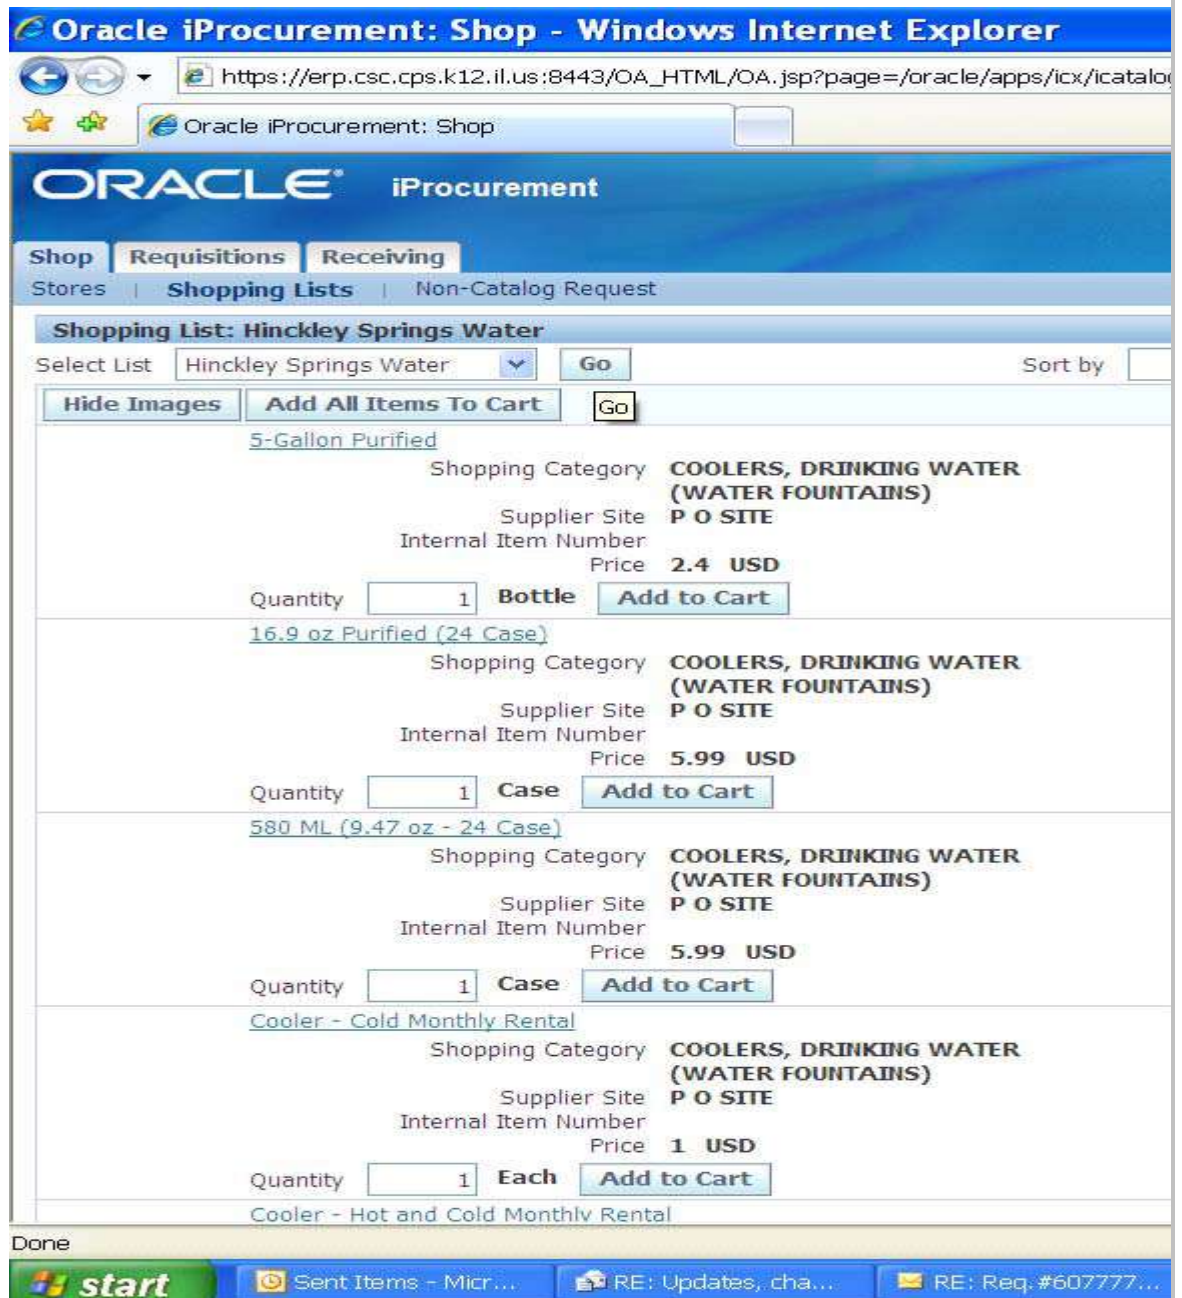 Oracle iProcurement: Shop - Windows Internet Explorer
https://erp.csc.cps.k12.il.us:8443/OA_HTML/OA.jsp?page=/oracle/apps/icx/icatalog
Oracle iProcurement: Shop
ORACLE® iProcurement
Shop Requisitions Receiving
Stores | Shopping Lists | Non-Catalog Request
Shopping List: Hinckley Springs Water
Select List Hinckley Springs Water Go Sort by
Hide Images Add All Items To Cart Go
5-Gallon Purified
Shopping Category COOLERS, DRINKING WATER
(WATER FOUNTAINS)
Supplier Site P O SITE
Internal Item Number
Price 2.4 USD
Quantity 1 Bottle Add to Cart
16.9 oz Purified (24 Case)
Shopping Category COOLERS, DRINKING WATER
(WATER FOUNTAINS)
Supplier Site P O SITE
Internal Item Number
Price 5.99 USD
Quantity 1 Case Add to Cart
580 ML (9.47 oz - 24 Case)
Shopping Category COOLERS, DRINKING WATER
(WATER FOUNTAINS)
Supplier Site P O SITE
Internal Item Number
Price 5.99 USD
Quantity 1 Case Add to Cart
Cooler - Cold Monthly Rental
Shopping Category COOLERS, DRINKING WATER
(WATER FOUNTAINS)
Supplier Site P O SITE
Internal Item Number
Price 1 USD
Quantity 1 Each Add to Cart
Cooler - Hot and Cold Monthly Rental
Done
start Sent Items - Micr... RE: Updates, cha... RE: Req. #607777...